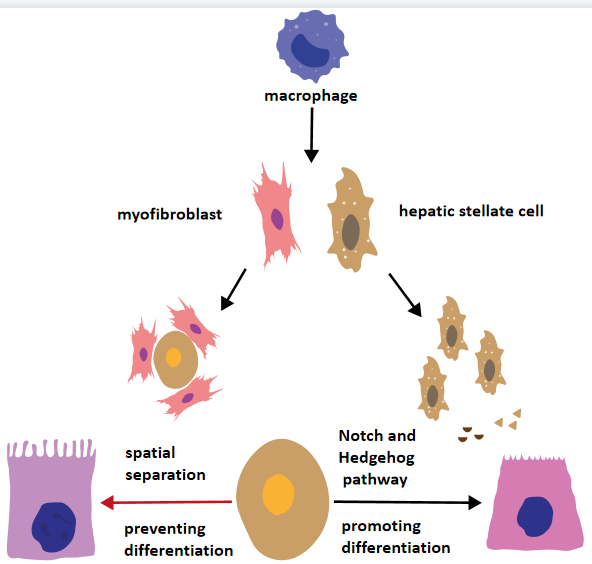 macrophage
myofibroblast
hepatic stellate cell
spatial
separation
preventing
differentiation
Notch and
Hedgehog
pathway
promoting
differentiation